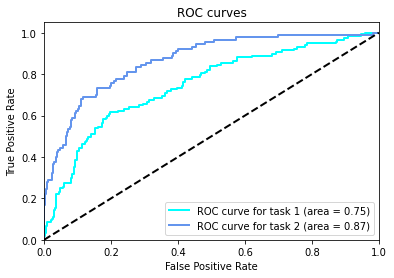 ROC curves
True Positive Rate
1.0
0.8
0.6
0.4
0.2
0.0
ROC curve for task 1 (area = 0.75)
ROC curve for task 2 (area = 0.87)
0.0 0.2 0.4 0.6 0.8 1.0
False Positive Rate